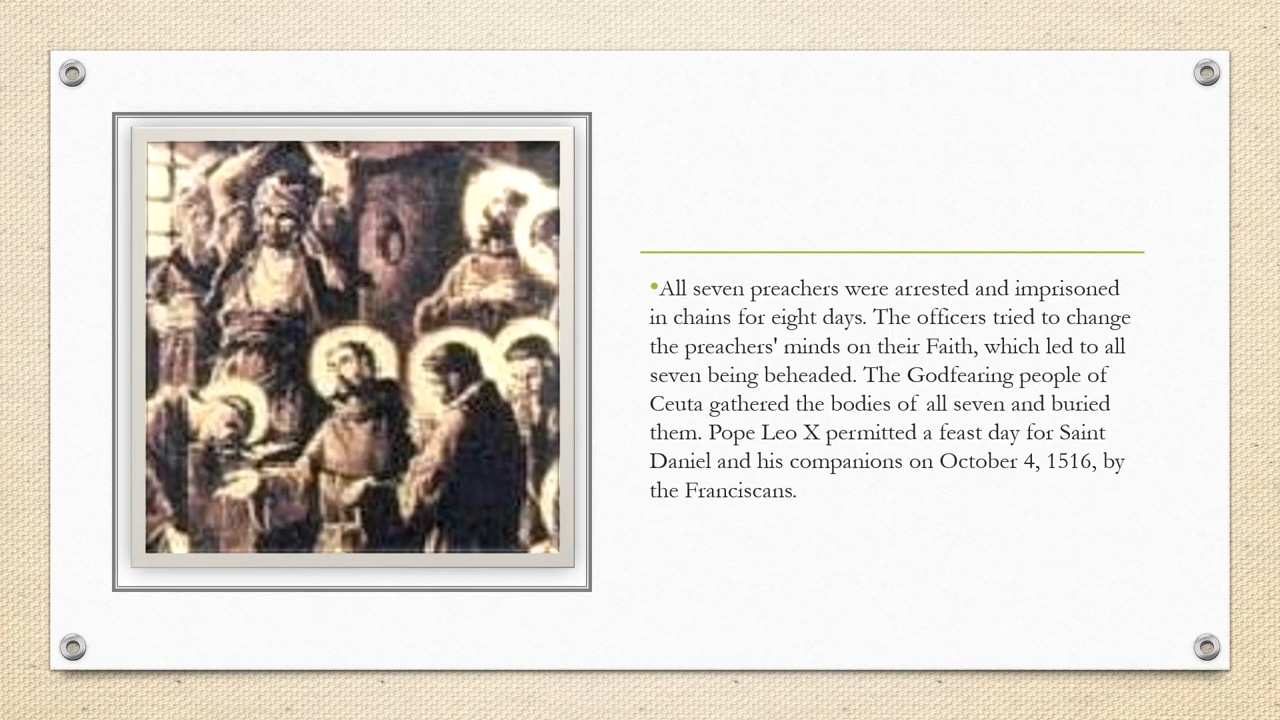 •All seven preachers were arrested and imprisoned
in chains for eight days. The officers tried to change
the preachers' minds on their Faith, which led to all
seven being beheaded. The Godfearing people of
Ceuta gathered the bodies of all seven and buried
them. Pope Leo X permitted a feast day for Saint
Daniel and his companions on October 4, 1516, by
the Franciscans.